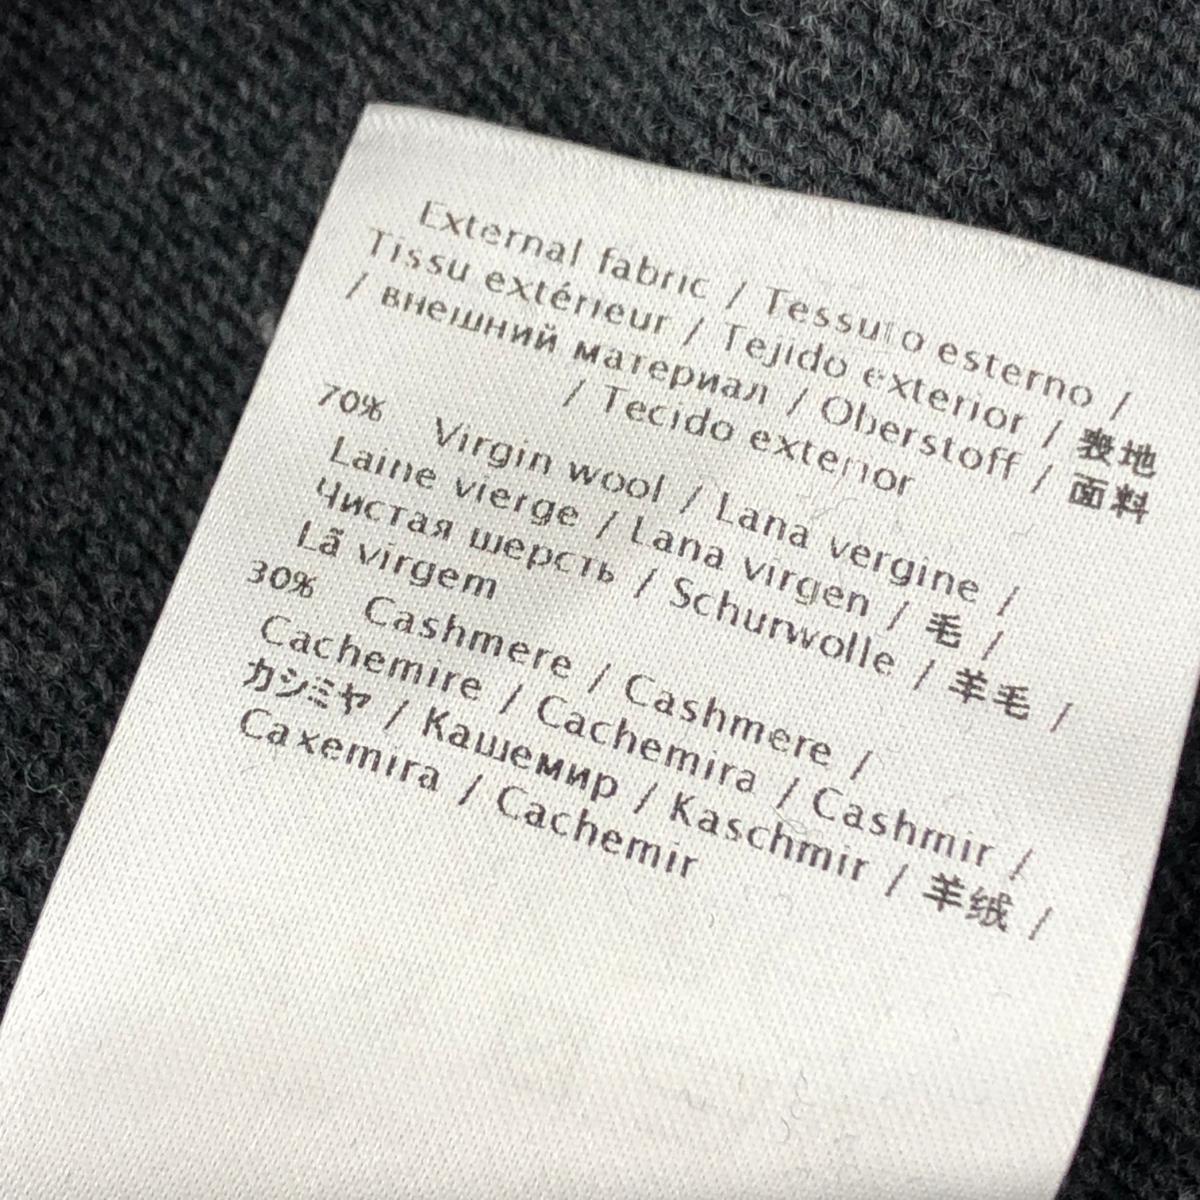 External fabric / Tessuto esterno /
Tissu extérieur / Tejido exterior / 表地
/ внешний материал / Oberstoff / 面料
/ Tecido exterior
70% Virgin wool / Lana vergine /
Laine vierge / Lana virgen / 毛 /
Чистая шерсть / Schurwolle / 羊毛 /
Lã virgem
30% Cashmere / Cashmere /
Cachemire / Cachemira / Cashmir /
カシミヤ / Кашемир / Kaschmir / 羊绒 /
Caxemira / Cachemir